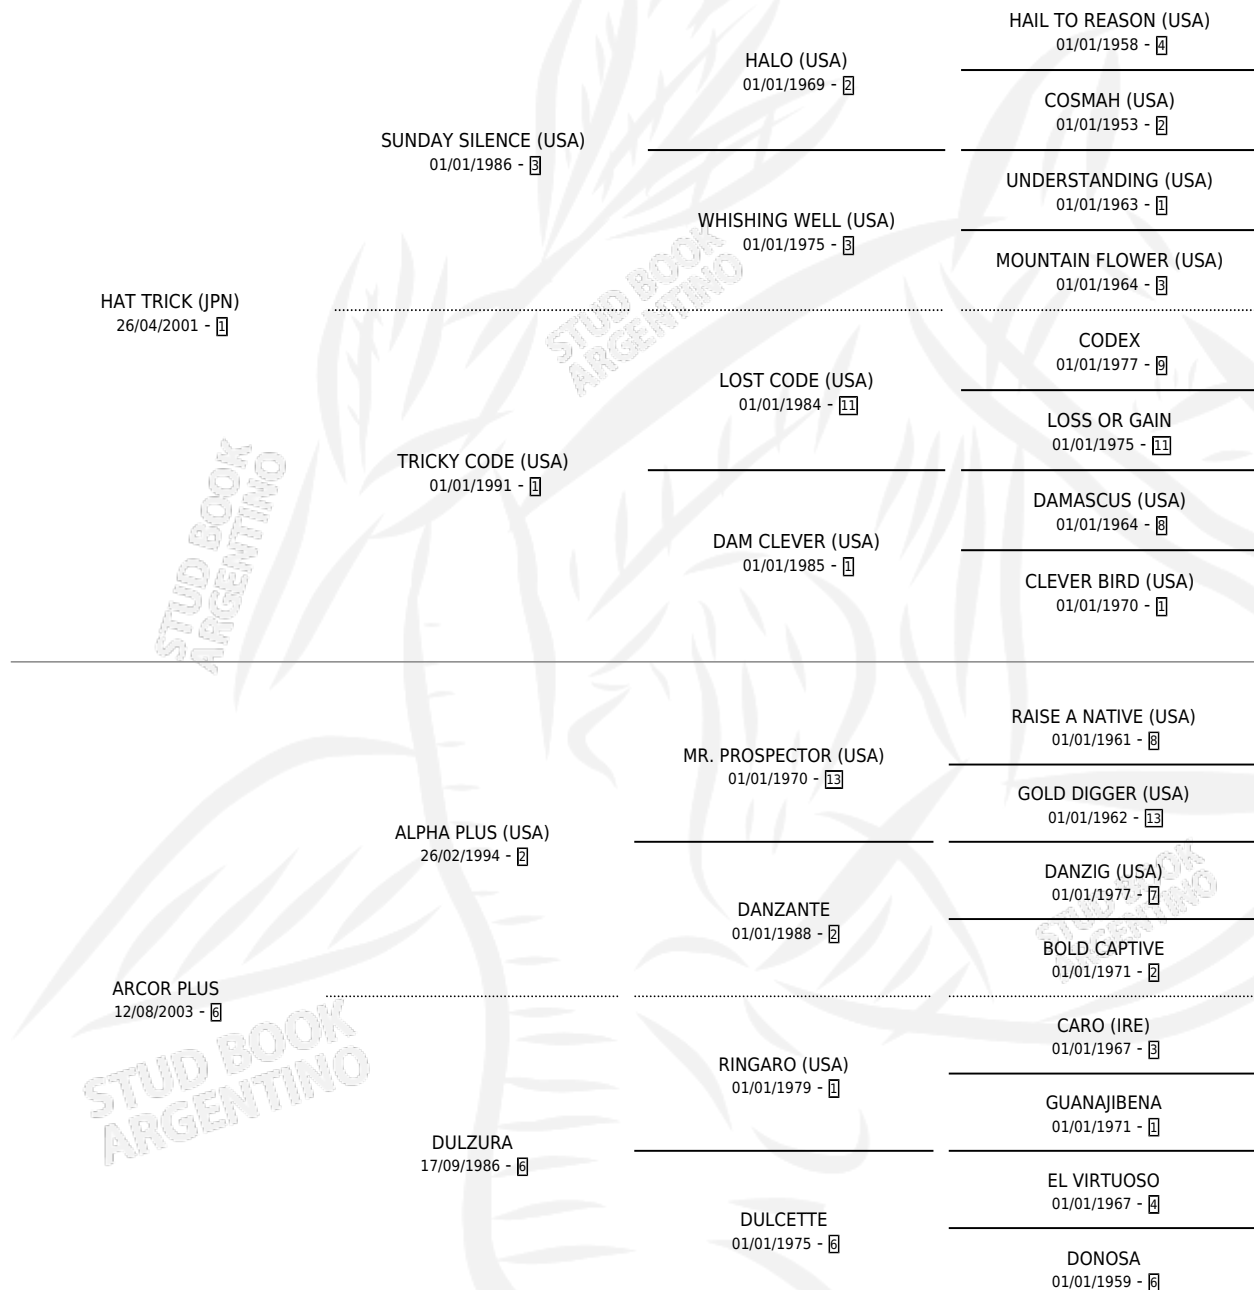 HAIL TO REASON (USA)
01/01/1958 - 4
HALO (USA)
01/01/1969 - 2
COSMAH (USA)
01/01/1953 - 2
SUNDAY SILENCE (USA)
01/01/1986 - 3
UNDERSTANDING (USA)
01/01/1963 - 1
WHISHING WELL (USA)
01/01/1975 - 3
MOUNTAIN FLOWER (USA)
01/01/1964 - 3
HAT TRICK (JPN)
26/04/2001 - 1
CODEX
01/01/1977 - 9
LOST CODE (USA)
01/01/1984 - 11
LOSS OR GAIN
01/01/1975 - 11
TRICKY CODE (USA)
01/01/1991 - 1
DAMASCUS (USA)
01/01/1964 - 8
DAM CLEVER (USA)
01/01/1985 - 1
CLEVER BIRD (USA)
01/01/1970 - 1
RAISE A NATIVE (USA)
01/01/1961 - 8
MR. PROSPECTOR (USA)
01/01/1970 - 13
GOLD DIGGER (USA)
01/01/1962 - 13
ALPHA PLUS (USA)
26/02/1994 - 2
DANZIG (USA)
01/01/1977 - 7
DANZANTE
01/01/1988 - 2
BOLD CAPTIVE
01/01/1971 - 2
ARCOR PLUS
12/08/2003 - 6
CARO (IRE)
01/01/1967 - 3
RINGARO (USA)
01/01/1979 - 1
GUANAJIBENA
01/01/1971 - 1
DULZURA
17/09/1986 - 6
EL VIRTUOSO
01/01/1967 - 4
DULCETTE
01/01/1975 - 6
DONOSA
01/01/1959 - 6
STUD BOOK
ARGENTINO
STUD BOOK
ARGENTINO
STUD BOOK
ARGENTINO
STUD BOOK
ARGENTINO